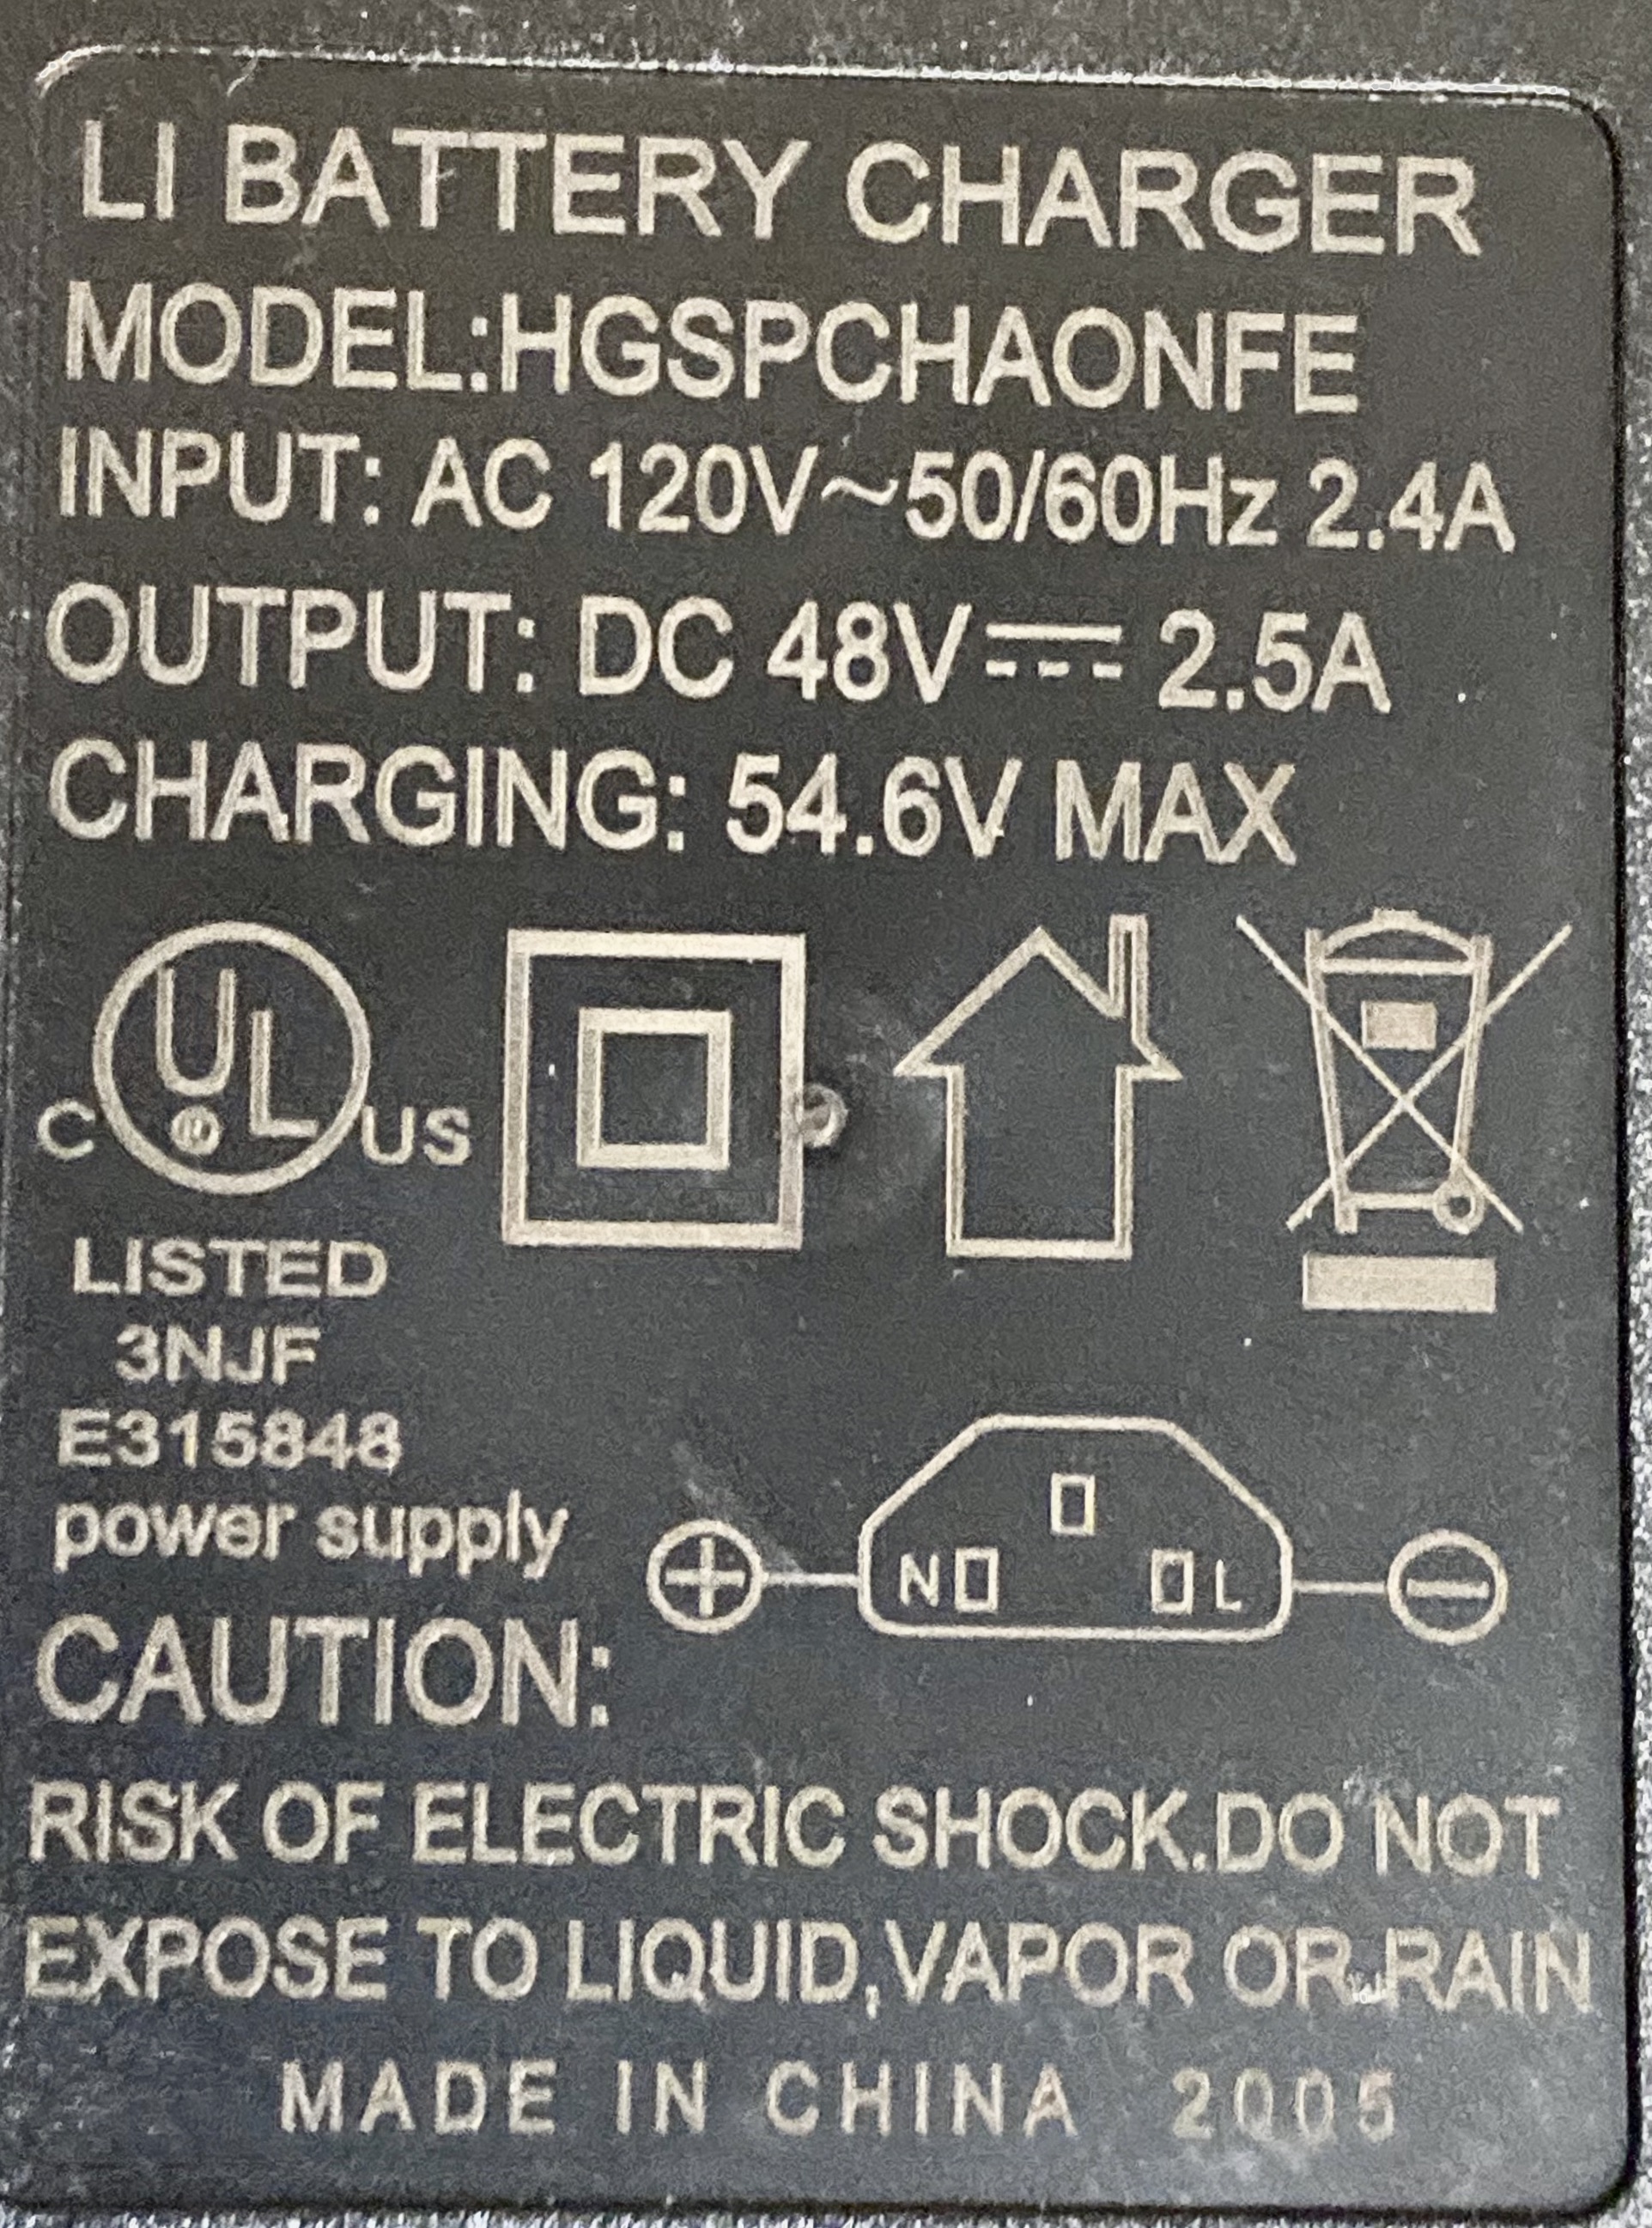 LI BATTERY CHARGER
MODEL:HGSPCHAONFE
INPUT: AC 120V~50/60Hz 2.4A
OUTPUT: DC 48V⎓ 2.5A
CHARGING: 54.6V MAX
C UL ® US
LISTED
3NJF
E315848
power supply
N L
CAUTION:
RISK OF ELECTRIC SHOCK.DO NOT
EXPOSE TO LIQUID,VAPOR OR RAIN
MADE IN CHINA 2005